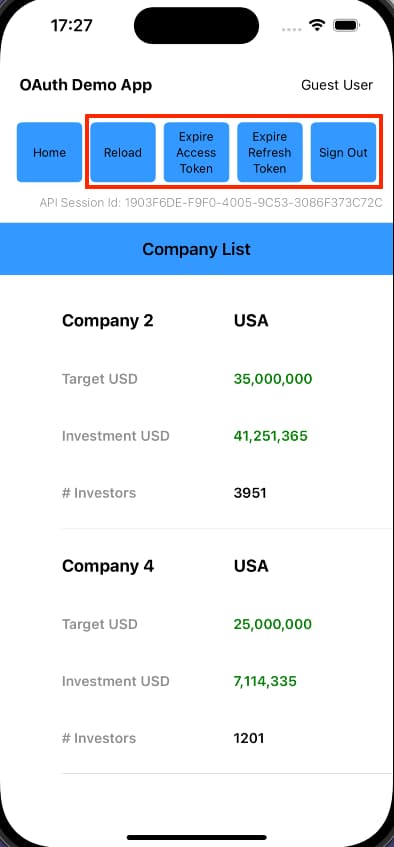 17:27
OAuth Demo App
Guest User
Home
Reload
Expire
Access
Token
Expire
Refresh
Token
Sign Out
API Session Id: 1903F6DE-F9F0-4005-9C53-3086F373C72C
Company List
Company 2 USA
Target USD 35,000,000
Investment USD 41,251,365
# Investors 3951
Company 4 USA
Target USD 25,000,000
Investment USD 7,114,335
# Investors 1201